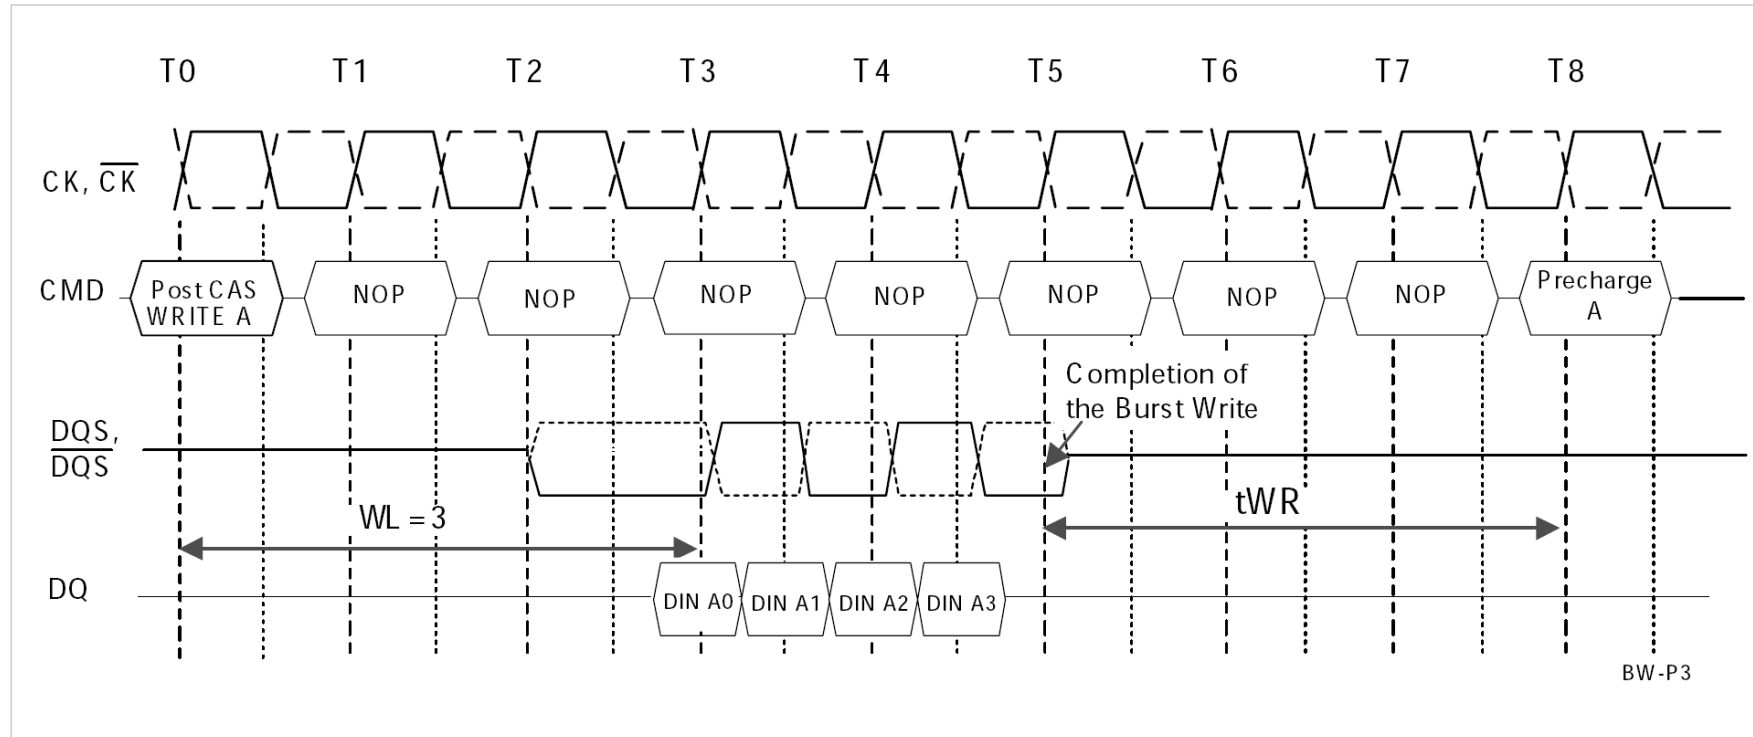 T0 T1 T2 T3 T4 T5 T6 T7 T8
CK, CK
CMD
Post CAS
WRITE A
NOP NOP NOP NOP NOP NOP NOP
Precharge
A
Completion of
the Burst Write
DQS,
DQS
WL = 3
tWR
DQ
DIN A0 DIN A1 DIN A2 DIN A3
BW-P3